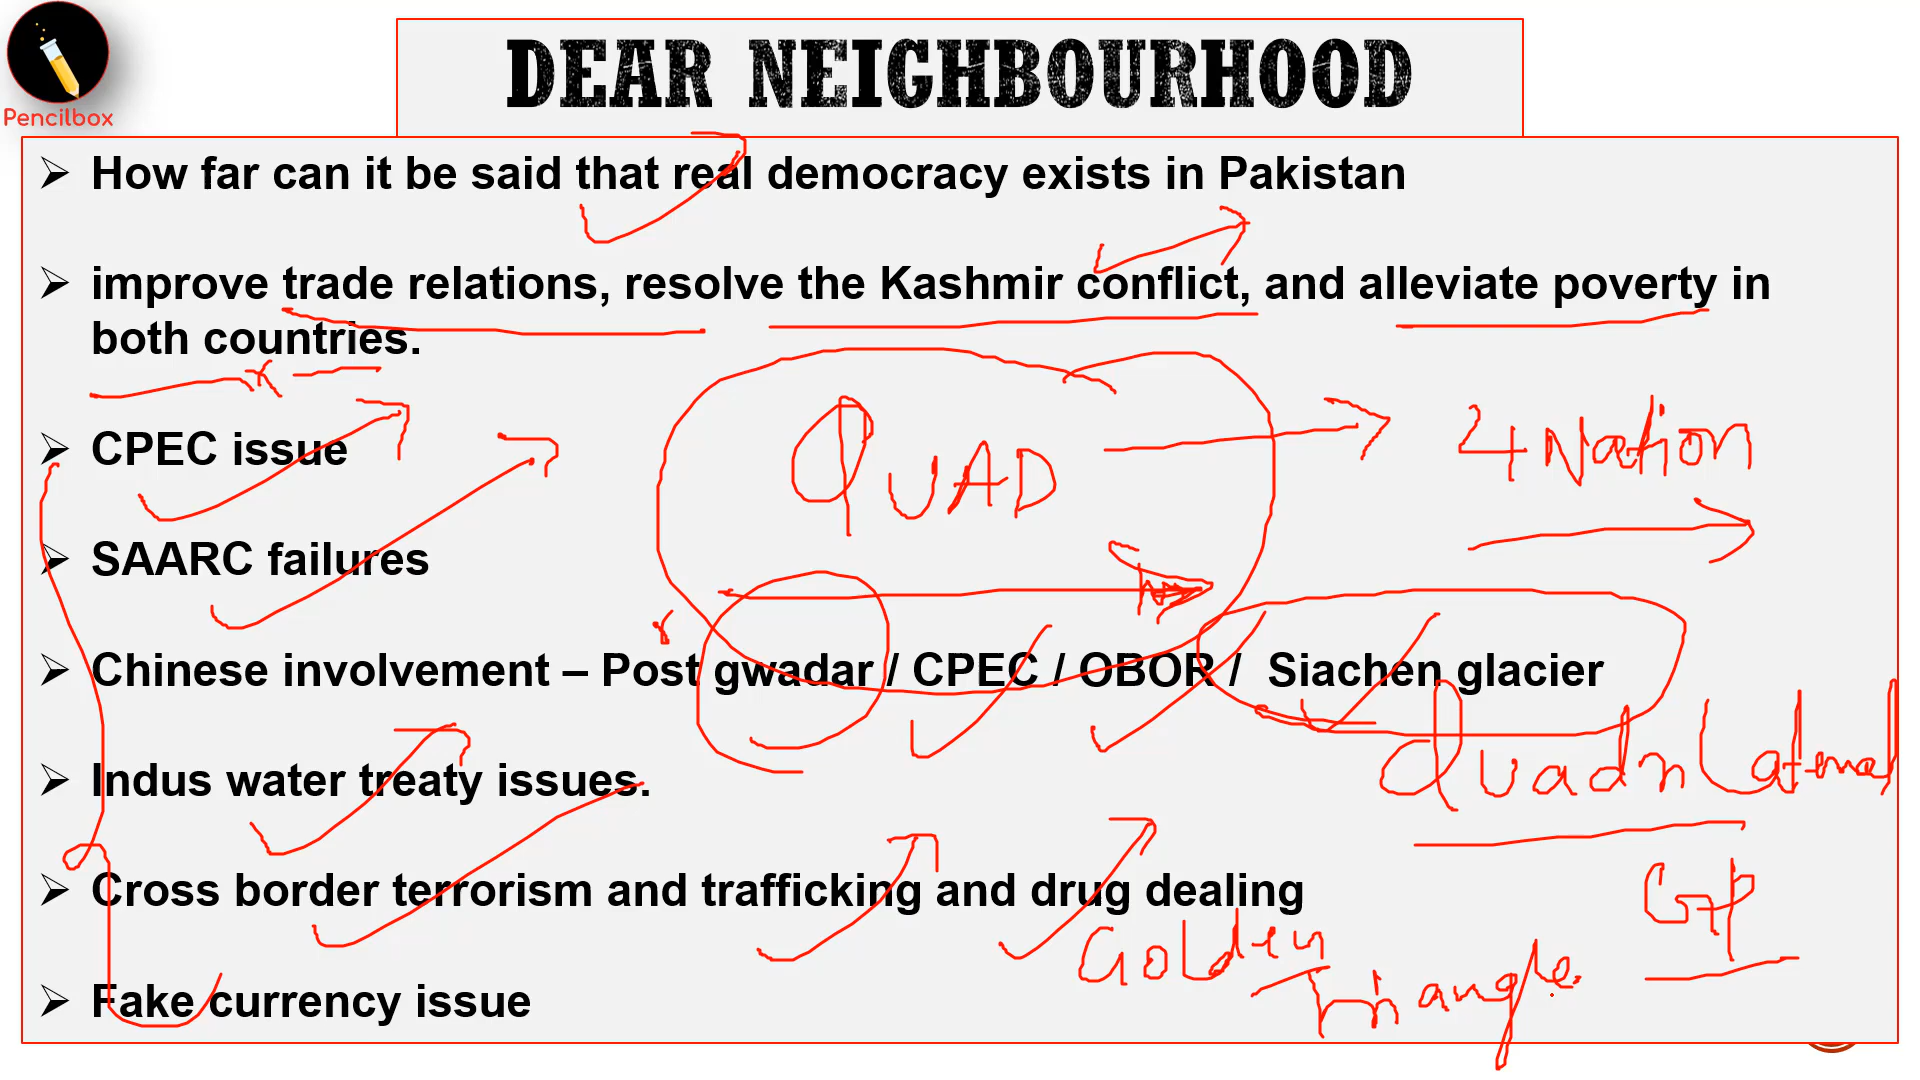 Pencilbox
DEAR NEIGHBOURHOOD
➢ How far can it be said that real democracy exists in Pakistan
➢ improve trade relations, resolve the Kashmir conflict, and alleviate poverty in
both countries.
QUAD
4 Nation
➢ CPEC issue
➢ SAARC failures
➢ Chinese involvement – Post gwadar / CPEC / OBOR / Siachen glacier
➢ Indus water treaty issues.
➢ Cross border terrorism and trafficking and drug dealing
Golden
Triangle
➢ Fake currency issue